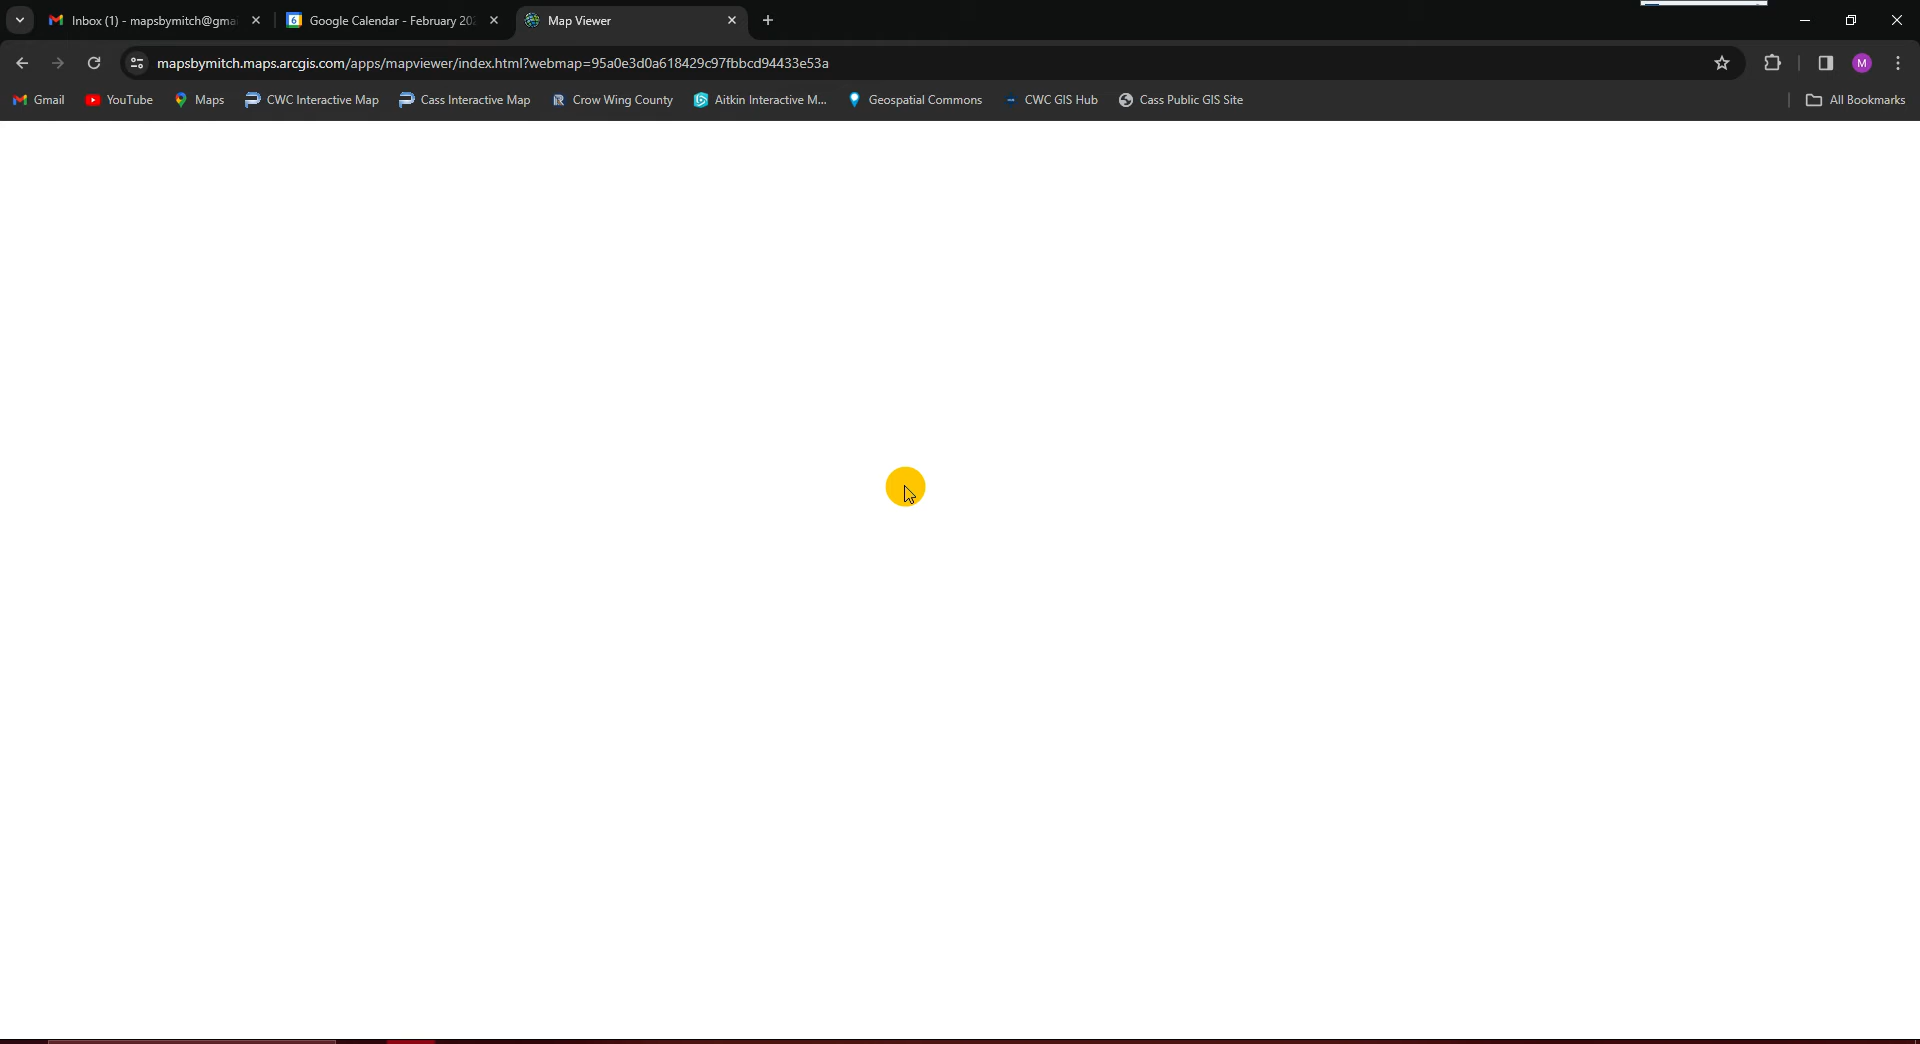 Inbox (1) - mapsbymitch@gma
Google Calendar - February 202
Map Viewer
mapsbymitch.maps.arcgis.com/apps/mapviewer/index.html?webmap=95a0e3d0a618429c97fbbcd94433e53a
M
Gmail
YouTube
Maps
CWC Interactive Map
Cass Interactive Map
Crow Wing County
Aitkin Interactive M...
Geospatial Commons
CWC GIS Hub
Cass Public GIS Site
All Bookmarks